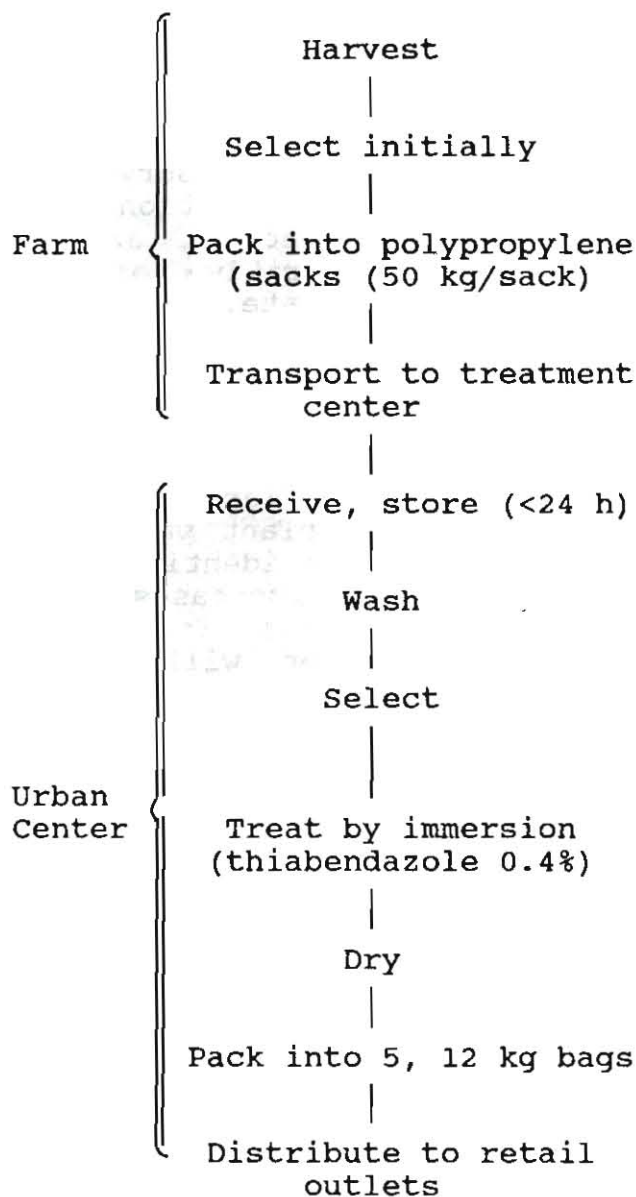 Harvest
Select initially
Farm
Pack into polypropylene
(sacks (50 kg/sack)
Transport to treatment
center
Receive, store (<24 h)
Wash
Select
Urban
Center
Treat by immersion
(thiabendazole 0.4%)
Dry
Pack into 5, 12 kg bags
Distribute to retail
outlets